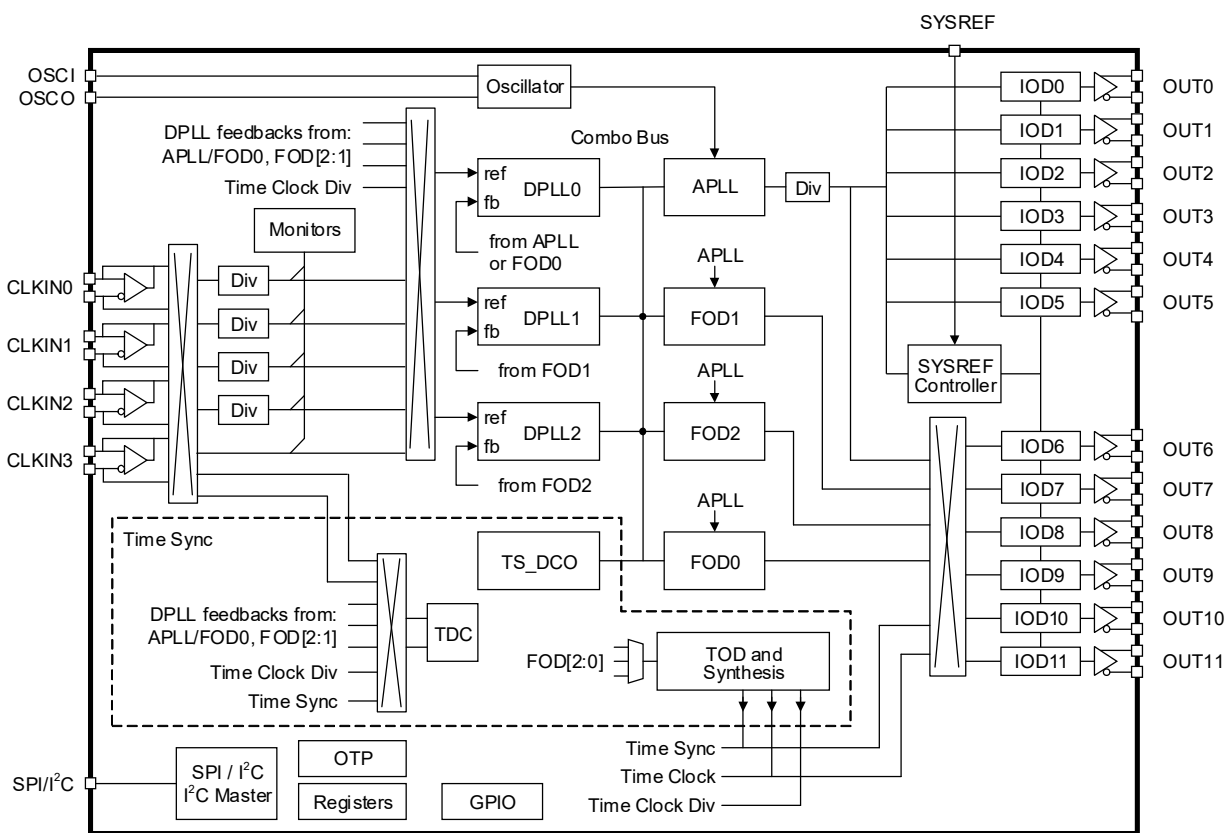 SYSREF
OSCI
OSCO
Oscillator
DPLL feedbacks from:
APLL/FOD0, FOD[2:1]
Time Clock Div
Combo Bus
ref
fb
DPLL0
APLL
Div
from APLL
or FOD0
Monitors
CLKIN0
CLKIN1
CLKIN2
CLKIN3
Div
Div
Div
Div
ref
fb
DPLL1
from FOD1
APLL
FOD1
ref
fb
DPLL2
from FOD2
APLL
FOD2
APLL
FOD0
IOD0
OUT0
IOD1
OUT1
IOD2
OUT2
IOD3
OUT3
IOD4
OUT4
IOD5
OUT5
SYSREF
Controller
IOD6
OUT6
IOD7
OUT7
IOD8
OUT8
IOD9
OUT9
IOD10
OUT10
IOD11
OUT11
Time Sync
TS_DCO
DPLL feedbacks from:
APLL/FOD0, FOD[2:1]
Time Clock Div
Time Sync
TDC
FOD[2:0]
TOD and
Synthesis
Time Sync
Time Clock
Time Clock Div
SPI/I²C
SPI / I²C
I²C Master
OTP
Registers
GPIO